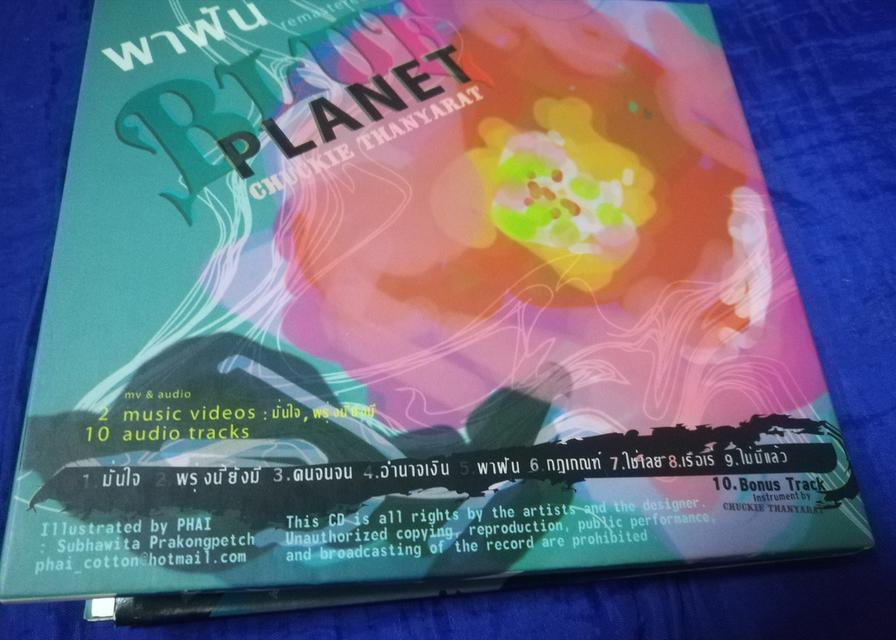 พาฝัน
remastere
BLUE
PLANET
CHUCKIE THANYARAT
mv & audio
2 music videos : มั่นใจ, พรุ่งนี้ยังมี
10 audio tracks
1. มั่นใจ 2 พรุ่งนี้ยังมี 3.คนจนจน 4.อำนาจเงิน 5.พาฝัน 6.กฎเกณฑ์ 7.ใช่เลย 8.เรือเร่ 9.ไม่มีแล้ว
10.Bonus Track
Instrument by
CHUCKIE THANYARAT
Illustrated by PHAI
: Subhawita Prakongpetch
phai_cotton@hotmail.com
This CD is all rights by the artists and the designer.
Unauthorized copying, reproduction, public performance,
and broadcasting of the record are prohibited